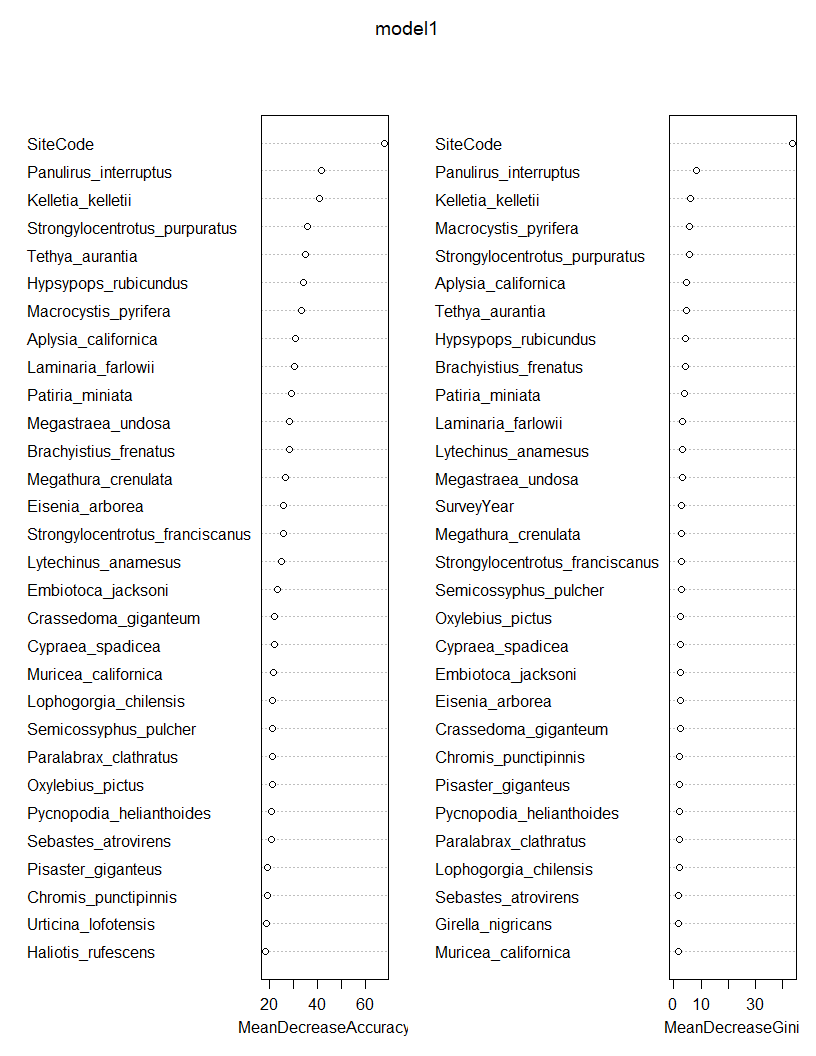 model1
SiteCode
Panulirus_interruptus
Kelletia_kelletii
Strongylocentrotus_purpuratus
Tethya_aurantia
Hypsypops_rubicundus
Macrocystis_pyrifera
Aplysia_californica
Laminaria_farlowii
Patiria_miniata
Megastraea_undosa
Brachyistius_frenatus
Megathura_crenulata
Eisenia_arborea
Strongylocentrotus_franciscanus
Lytechinus_anamesus
Embiotoca_jacksoni
Crassedoma_giganteum
Cypraea_spadicea
Muricea_californica
Lophogorgia_chilensis
Semicossyphus_pulcher
Paralabrax_clathratus
Oxylebius_pictus
Pycnopodia_helianthoides
Sebastes_atrovirens
Pisaster_giganteus
Chromis_punctipinnis
Urticina_lofotensis
Haliotis_rufescens
20 40 60
MeanDecreaseAccuracy
SiteCode
Panulirus_interruptus
Kelletia_kelletii
Macrocystis_pyrifera
Strongylocentrotus_purpuratus
Aplysia_californica
Tethya_aurantia
Hypsypops_rubicundus
Brachyistius_frenatus
Patiria_miniata
Laminaria_farlowii
Lytechinus_anamesus
Megastraea_undosa
SurveyYear
Megathura_crenulata
Strongylocentrotus_franciscanus
Semicossyphus_pulcher
Oxylebius_pictus
Cypraea_spadicea
Embiotoca_jacksoni
Eisenia_arborea
Crassedoma_giganteum
Chromis_punctipinnis
Pisaster_giganteus
Pycnopodia_helianthoides
Paralabrax_clathratus
Lophogorgia_chilensis
Sebastes_atrovirens
Girella_nigricans
Muricea_californica
0 10 30
MeanDecreaseGini